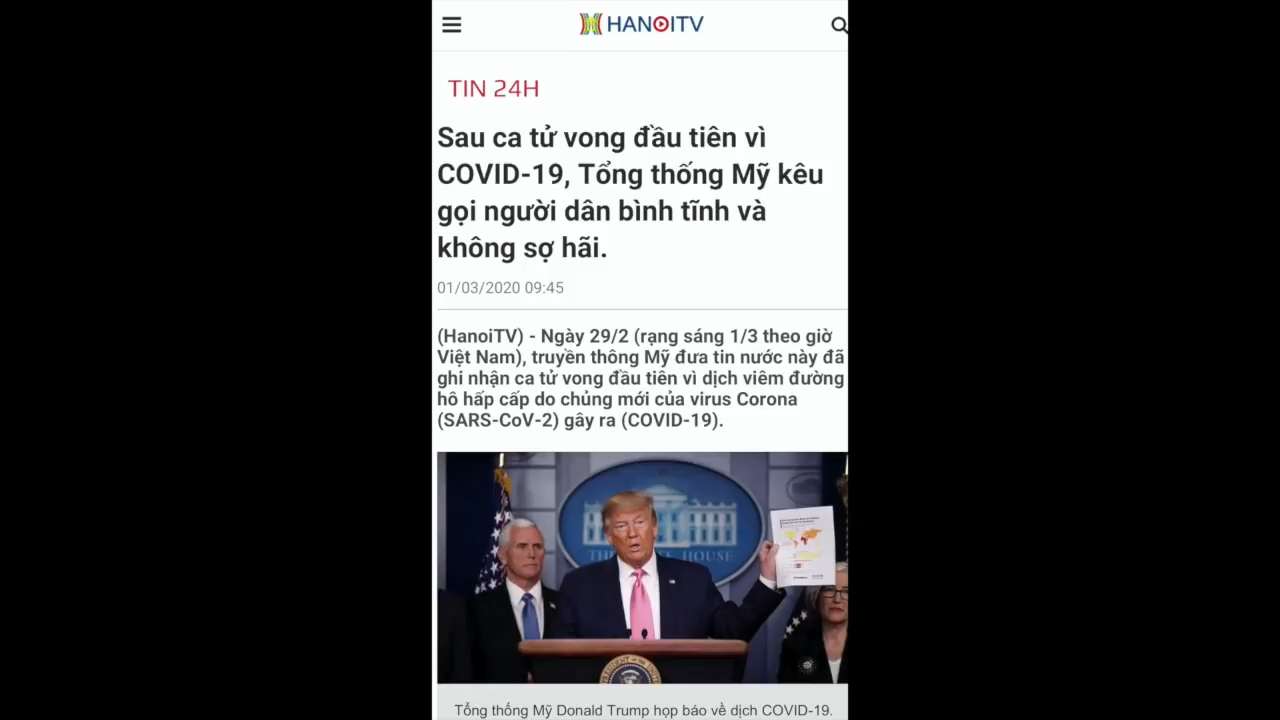 HANOITV
TIN 24H
Sau ca tử vong đầu tiên vì
COVID-19, Tổng thống Mỹ kêu
gọi người dân bình tĩnh và
không sợ hãi.
01/03/2020 09:45
(HanoiTV) - Ngày 29/2 (rạng sáng 1/3 theo giờ
Việt Nam), truyền thông Mỹ đưa tin nước này đã
ghi nhận ca tử vong đầu tiên vì dịch viêm đường
hô hấp cấp do chủng mới của virus Corona
(SARS-CoV-2) gây ra (COVID-19).
THE WHITE HOUSE
Tổng thống Mỹ Donald Trump họp báo về dịch COVID-19.